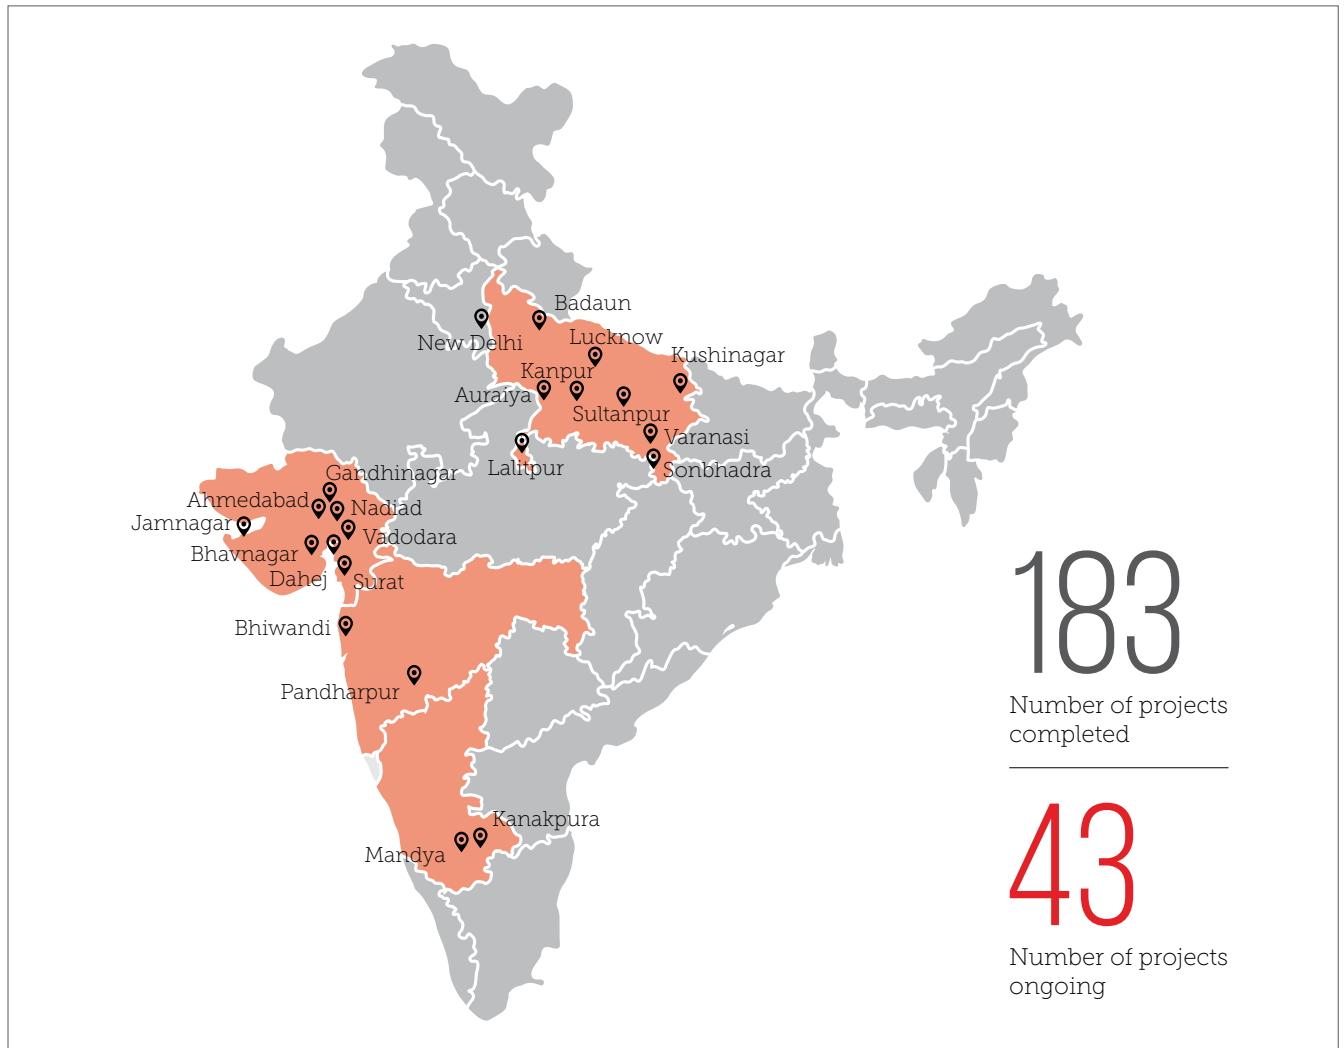 Badaun
New Delhi
Lucknow
Kushinagar
Kanpur
Auraiya
Sultanpur
Varanasi
Lalitpur
Sonbhadra
Gandhinagar
Ahmedabad
Nadiad
Jamnagar
Vadodara
Bhavnagar
Dahej
Surat
Bhiwandi
Pandharpur
Kanakpura
Mandya
183
Number of projects
completed
43
Number of projects
ongoing